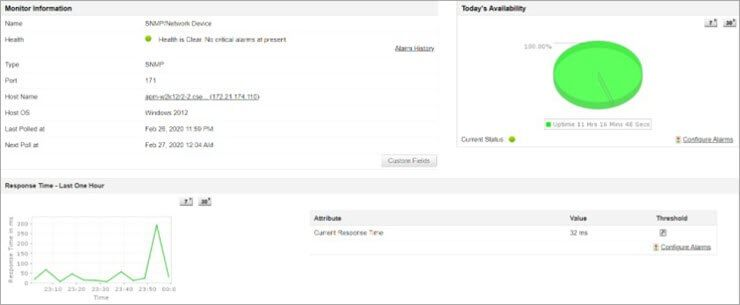 Monitor Information
Name SNMP/Network Device
Health Health is Clear. No critical alarms at present.
Alarm History
Type SNMP
Port 171
Host Name apm-w2k12/2-2.cse... (172.21.174.110)
Host OS Windows 2012
Last Polled at Feb 26, 2020 11:59 PM
Next Poll at Feb 27, 2020 12:04 AM
Custom Fields
Today's Availability
7 30
100.00%
Uptime 11 Hrs 16 Mins 48 Secs
Current Status Configure Alarms
Response Time - Last One Hour
7 30
Response Time in ms
300
250
200
150
100
50
0
23:10 23:20 23:30 23:40 23:50 00:0
Time
Attribute Value Threshold
Current Response Time 32 ms
Configure Alarms